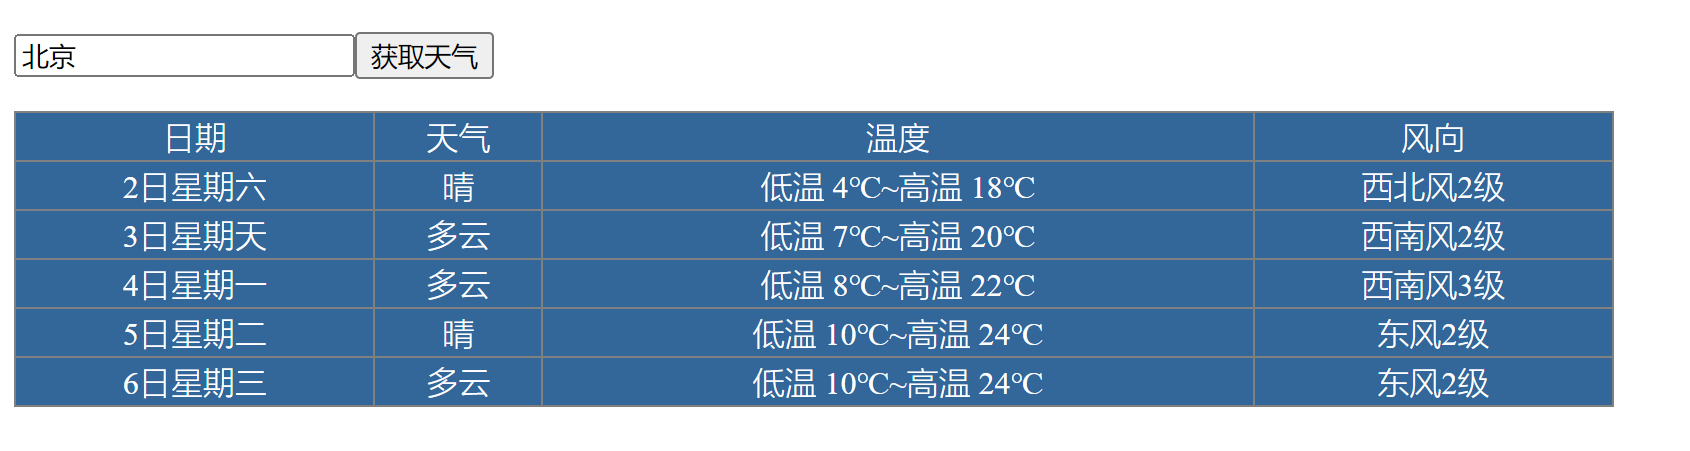 北京 获取天气
日期 天气 温度 风向
2日星期六 晴 低温 4℃~高温 18℃ 西北风2级
3日星期天 多云 低温 7℃~高温 20℃ 西南风2级
4日星期一 多云 低温 8℃~高温 22℃ 西南风3级
5日星期二 晴 低温 10℃~高温 24℃ 东风2级
6日星期三 多云 低温 10℃~高温 24℃ 东风2级